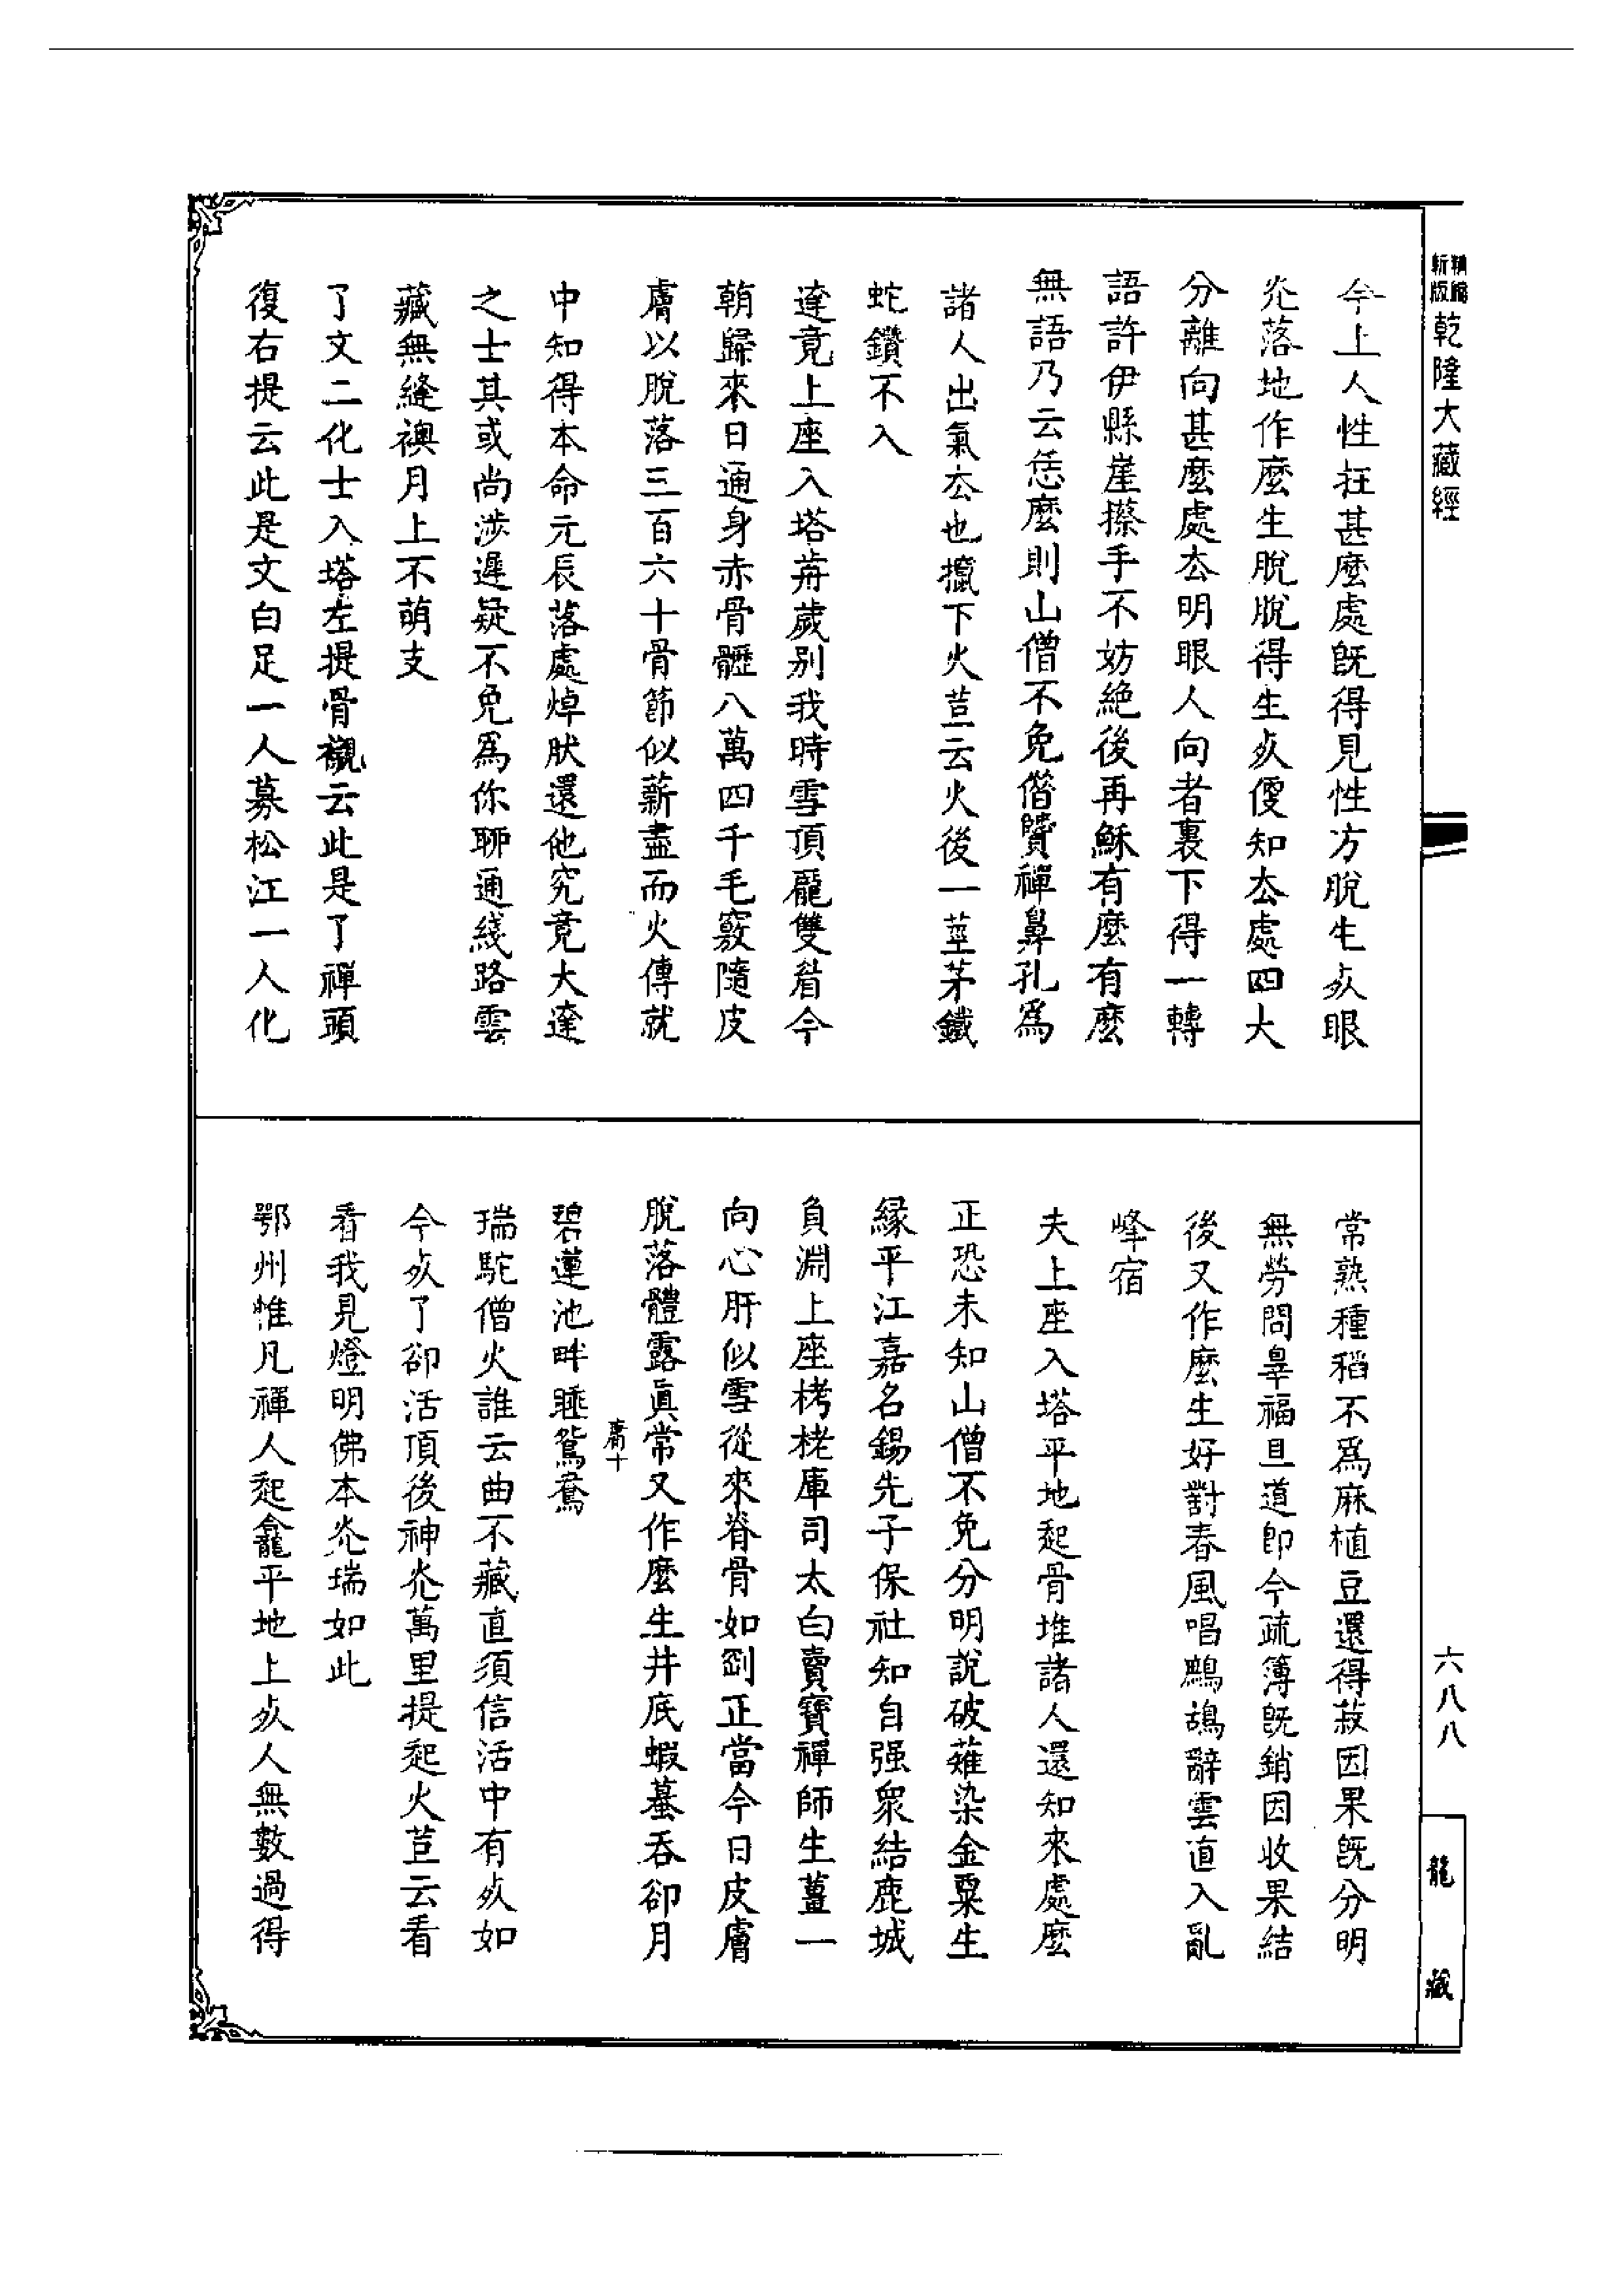 精編新版乾隆大藏經
今上人性在甚麼處既得見性方脫生死眼
光落地作麼生脫脫得生死便知去處四大
分離向甚麼處去明眼人向者裏下得一轉
語許伊縣崖撒手不妨絕後再穌有麼有麼
無語乃云恁麼則山僧不免借贊禪鼻孔爲
諸人出氣去也擲下火苣云火後一莖茅鐵
蛇鑽不入
達竟上座入塔葬歲別我時雪頂龐雙眉今
朝歸來日通身赤骨䯢八萬四千毛竅隨皮
膚以脫落三百六十骨節似薪盡而火傳就
中知得本命元辰落處焯肰還他究竟大達
之士其或尚涉遲疑不免爲你聊通綫路雲
藏無縫襖月上不萌支
了文二化士入塔左提骨襯云此是了禪頭
復右提云此是文白足一人募松江一人化
常熟種稻不爲麻植豆還得菽因果旣分明
無勞問辠福且道卽今疏簿旣銷因收果結
後又作麼生好對春風唱鷓鴣辭雲直入亂
峰宿
夫上座入塔平地起骨堆諸人還知來處麼
正恐未知山僧不免分明說破薙染金粟生
緣平江嘉名錫先子保社知自强衆結鹿城
負淵上座栲栳庫司太白賣寶禪師生薑一
向心肝似雪從來脊骨如劄正當今日皮膚
脫落體露眞常又作麼生井底蝦蟇吞卻月
庸十
碧蓮池畔睡鴛鴦
瑞駝僧火誰云曲不藏直須信活中有死如
今死了卻活頂後神光萬里提起火苣云看
看我見燈明佛本光瑞如此
鄂州惟凡禪人起龕平地上死人無數過得
六八八
龍藏